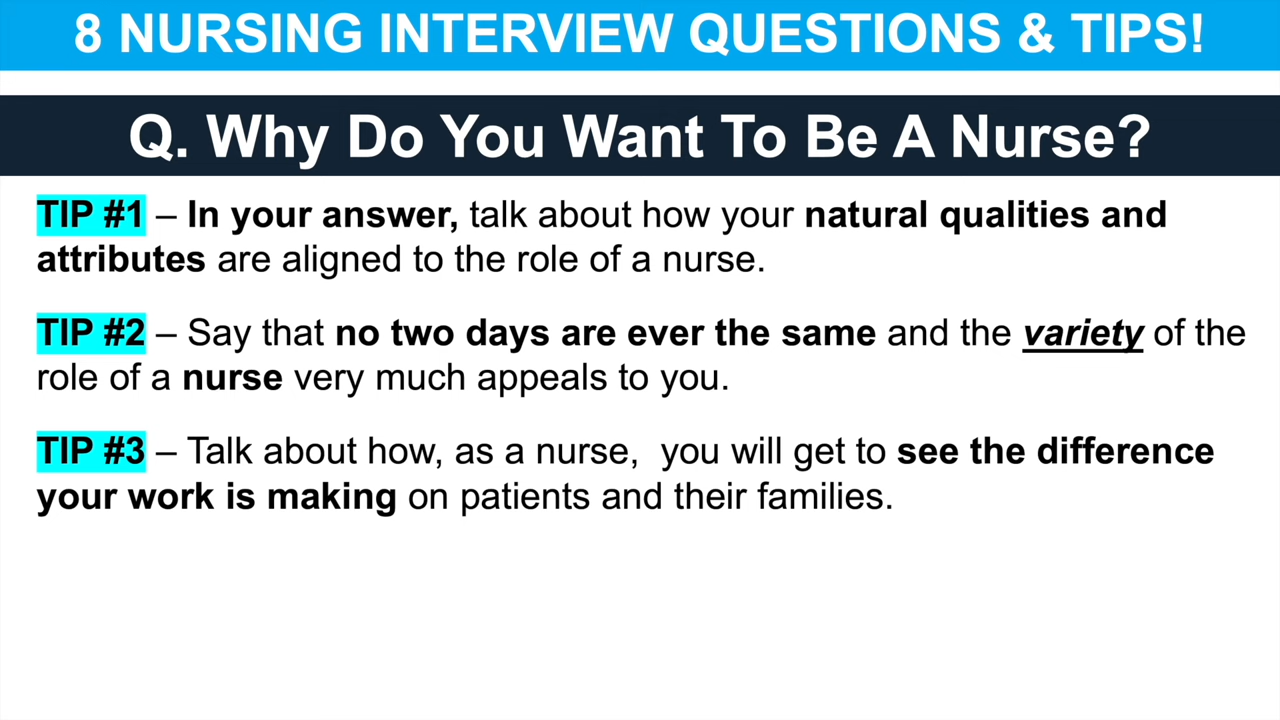 8 NURSING INTERVIEW QUESTIONS & TIPS!
Q. Why Do You Want To Be A Nurse?
TIP #1 – In your answer, talk about how your natural qualities and
attributes are aligned to the role of a nurse.
TIP #2 – Say that no two days are ever the same and the variety of the
role of a nurse very much appeals to you.
TIP #3 – Talk about how, as a nurse,  you will get to see the difference
your work is making on patients and their families.